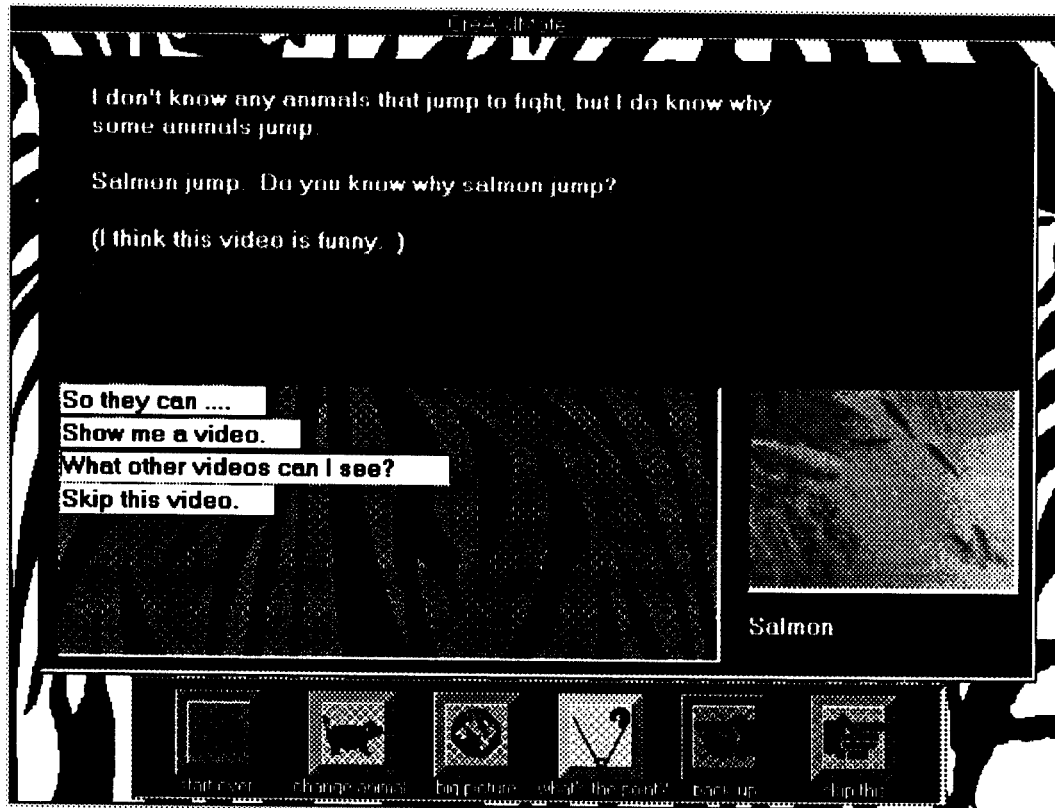 I don't know any animals that jump to fight, but I do know why
some animals jump.
Salmon jump. Do you know why salmon jump?
(I think this video is funny. )
So they can ....
Show me a video.
What other videos can I see?
Skip this video.
Salmon
start over change animal big picture what's the point? back up skip this